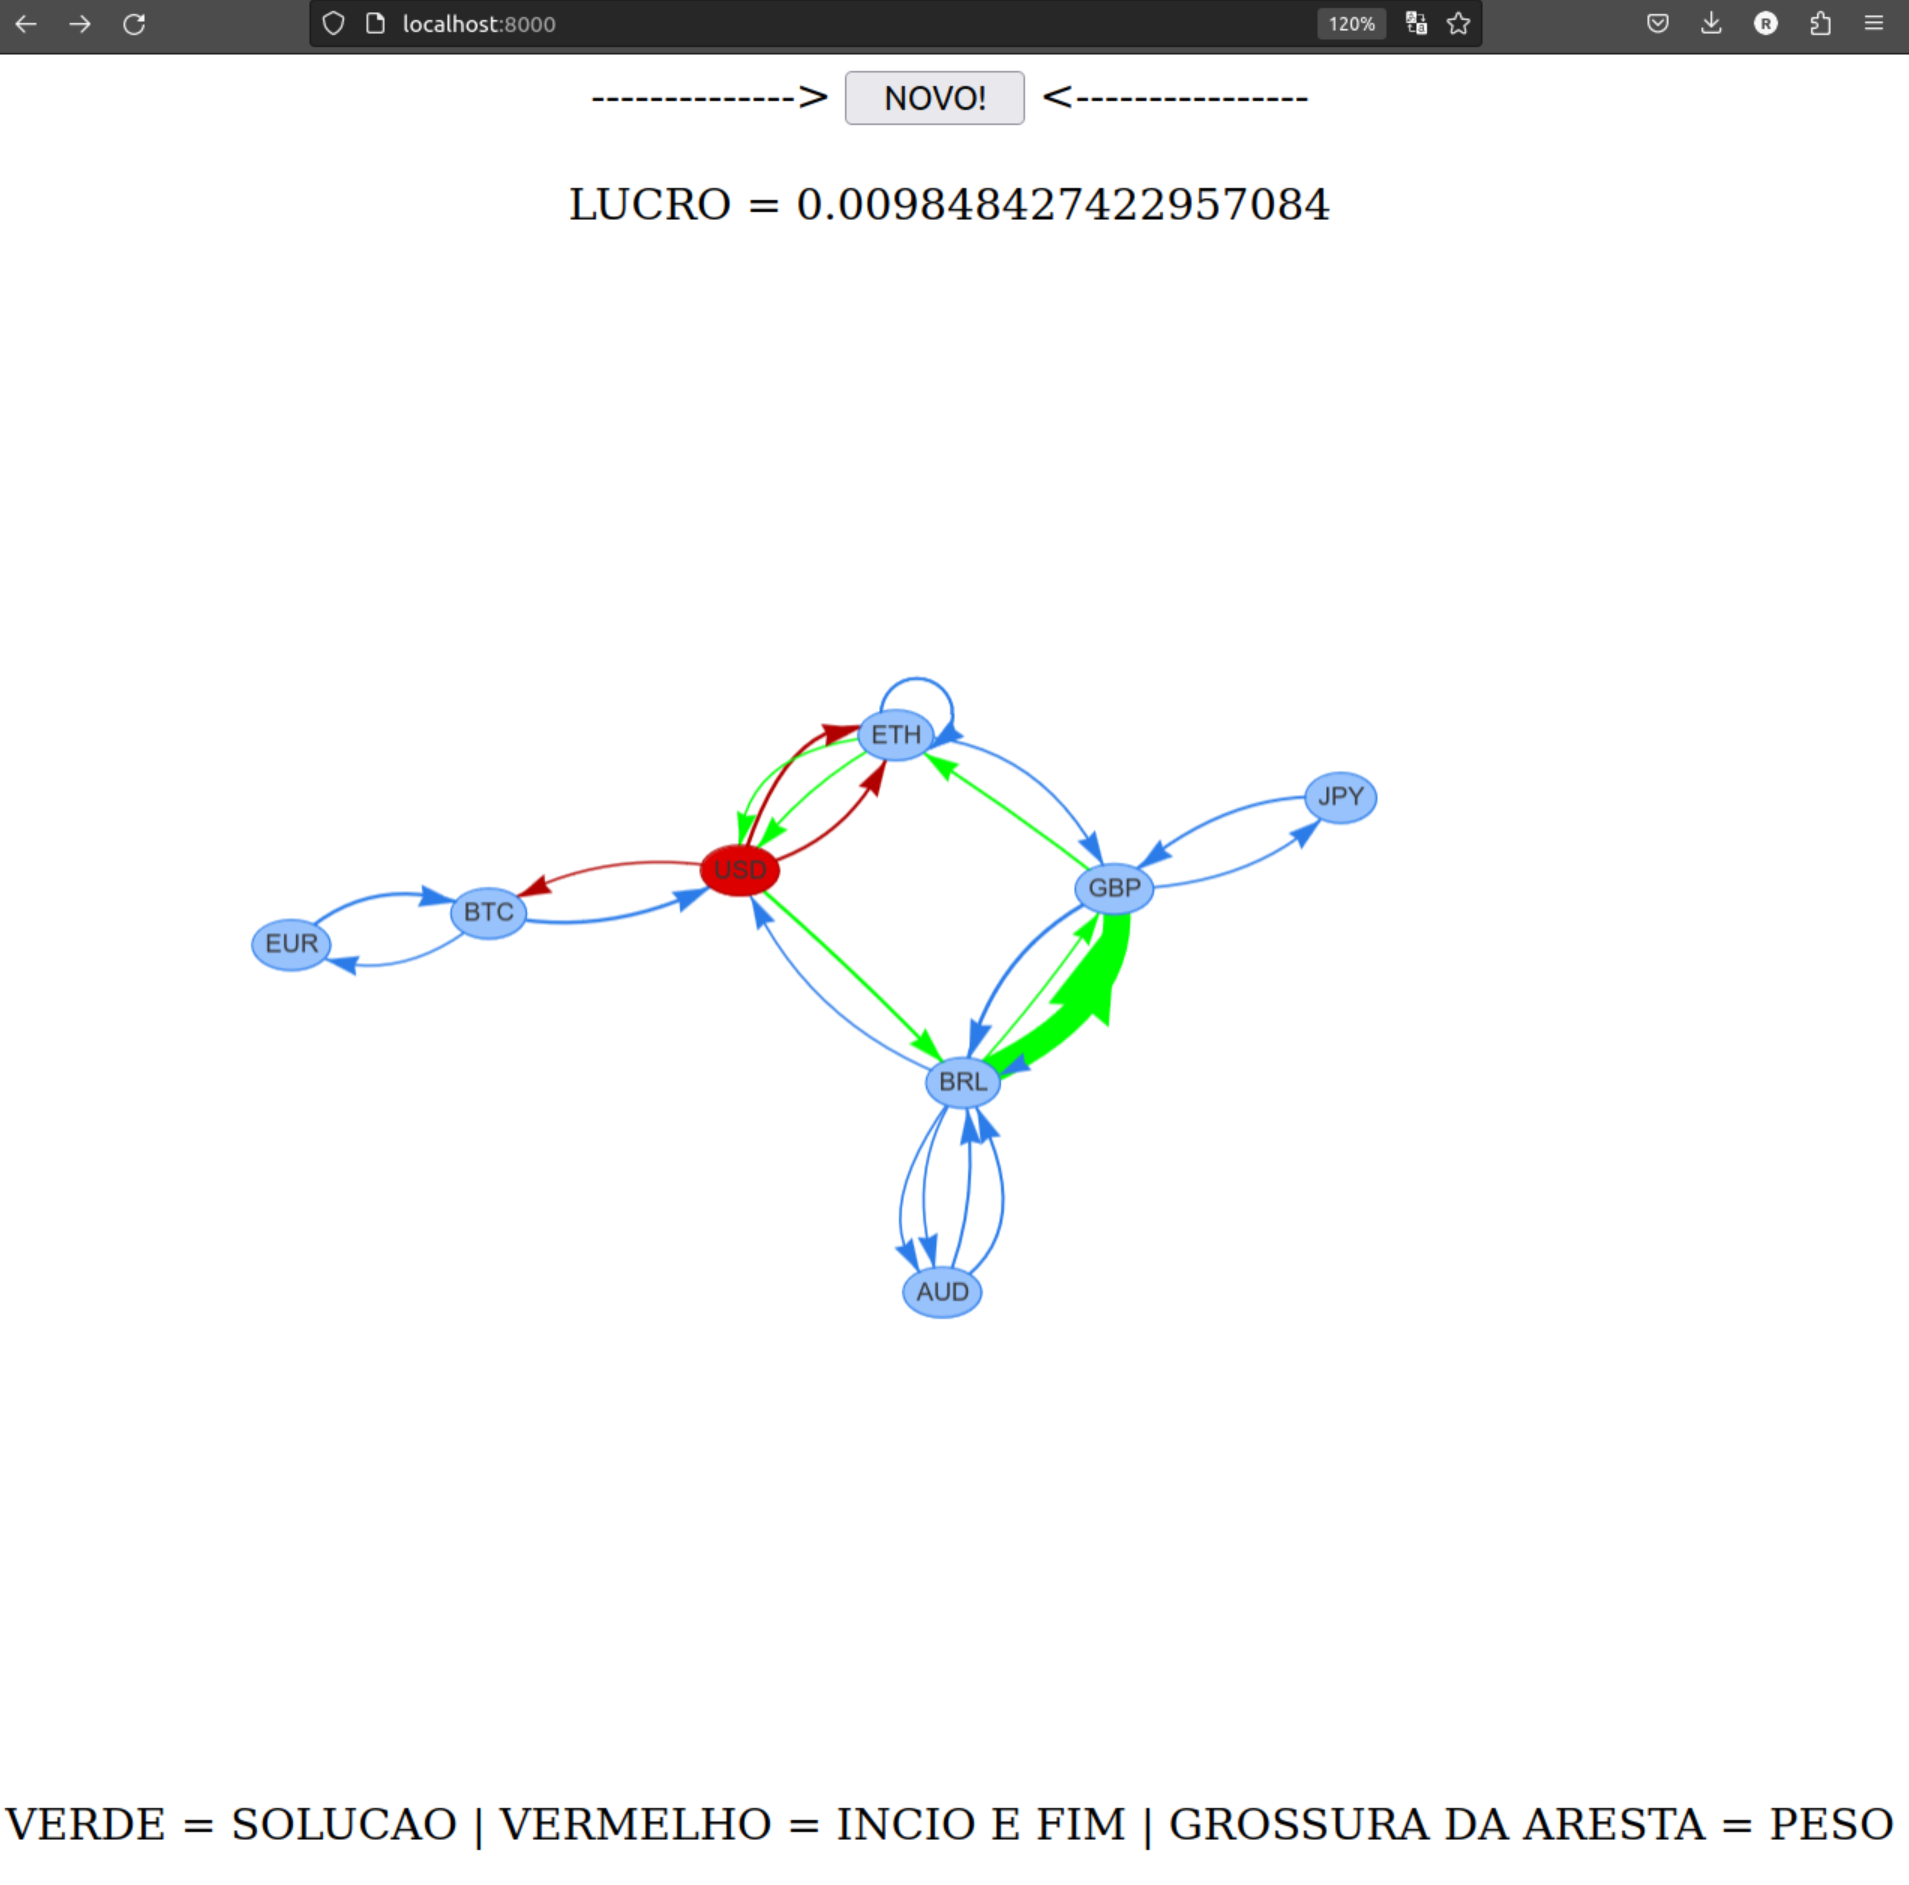 localhost:8000 120%
--------------> NOVO! <----------------
LUCRO = 0.009848427422957084
ETH
JPY
USD
GBP
BTC
EUR
BRL
AUD
VERDE = SOLUCAO | VERMELHO = INCIO E FIM | GROSSURA DA ARESTA = PESO